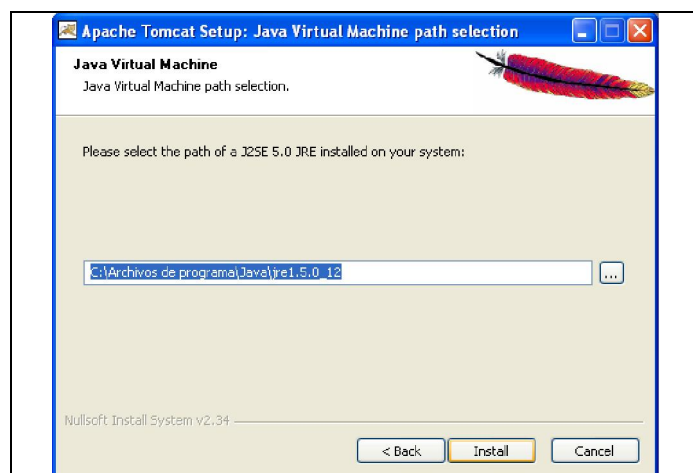 Apache Tomcat Setup: Java Virtual Machine path selection
Java Virtual Machine
Java Virtual Machine path selection.
Please select the path of a J2SE 5.0 JRE installed on your system:
C:\Archivos de programa\Java\jre1.5.0_12
...
Nullsoft Install System v2.34
< Back Install Cancel